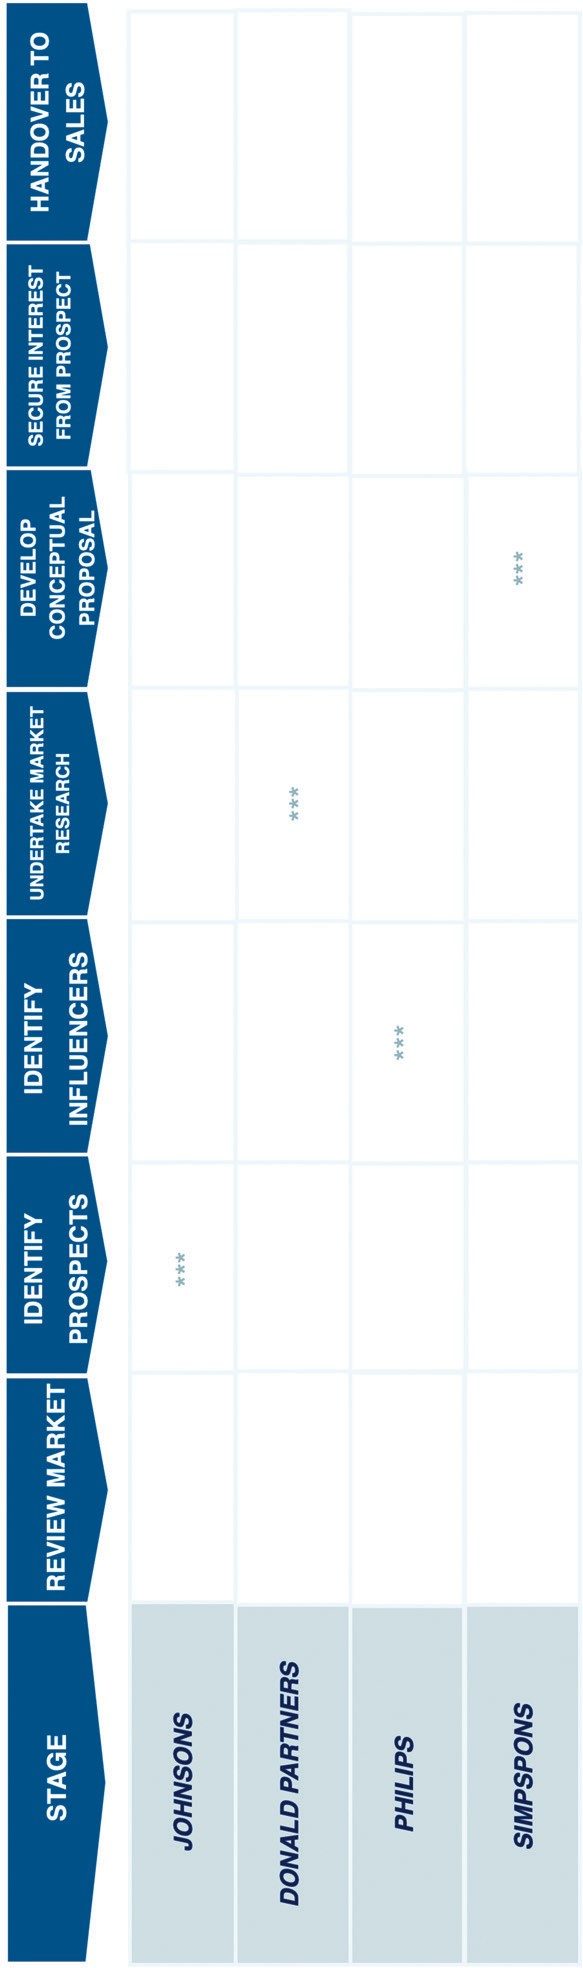 STAGE
REVIEW MARKET
IDENTIFY
PROSPECTS
IDENTIFY
INFLUENCERS
UNDERTAKE MARKET
RESEARCH
DEVELOP
CONCEPTUAL
PROPOSAL
SECURE INTEREST
FROM PROSPECT
HANDOVER TO
SALES
JOHNSONS
***
DONALD PARTNERS
***
PHILIPS
***
SIMPSPONS
***